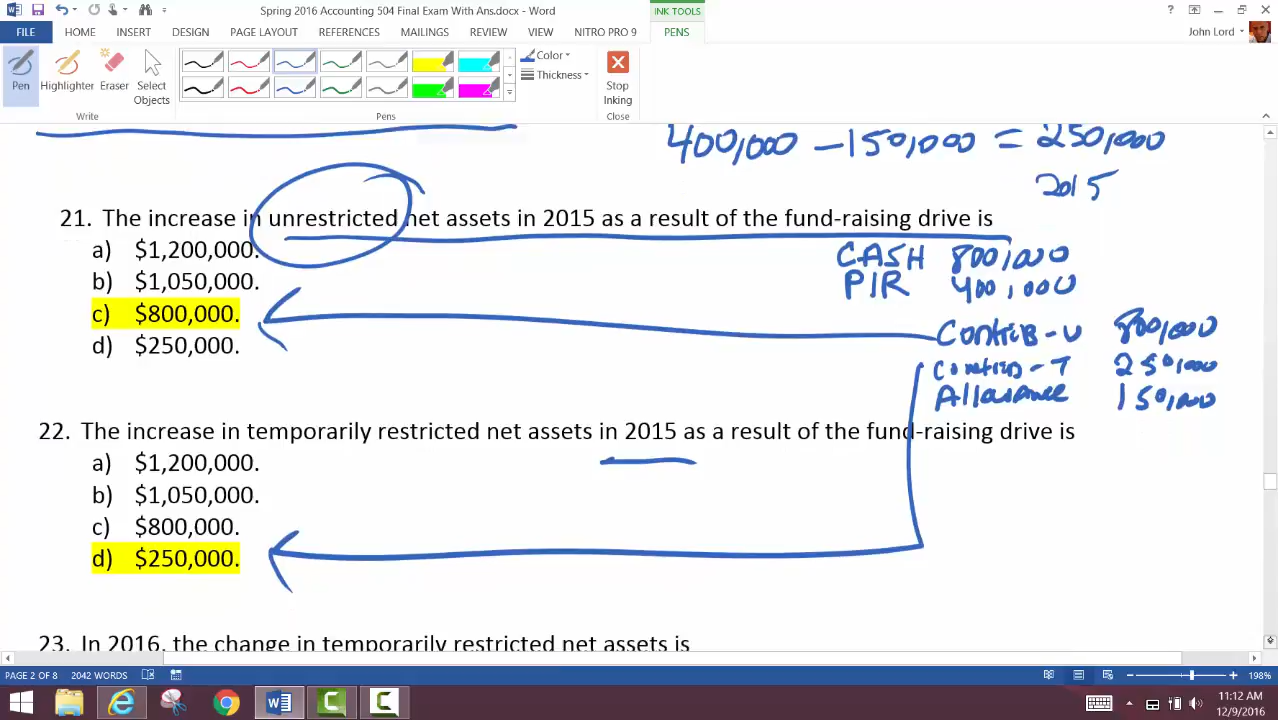 Spring 2016 Accounting 504 Final Exam With Ans.docx - Word
INK TOOLS
FILE HOME INSERT DESIGN PAGE LAYOUT REFERENCES MAILINGS REVIEW VIEW NITRO PRO 9 PENS
John Lord
Pen Highlighter Eraser Select Objects
Color
Thickness
Stop Inking
Write Pens Close
400,000 - 150,000 = 250,000
2015
21. The increase in unrestricted net assets in 2015 as a result of the fund-raising drive is
a) $1,200,000.
b) $1,050,000.
c) $800,000.
d) $250,000.
CASH 800,000
P/R 400,000
Contrib - U 800,000
Contrib - T 250,000
Allowance 150,000
22. The increase in temporarily restricted net assets in 2015 as a result of the fund-raising drive is
a) $1,200,000.
b) $1,050,000.
c) $800,000.
d) $250,000.
23. In 2016, the change in temporarily restricted net assets is
PAGE 2 OF 8 2042 WORDS 198%
11:12 AM
12/9/2016